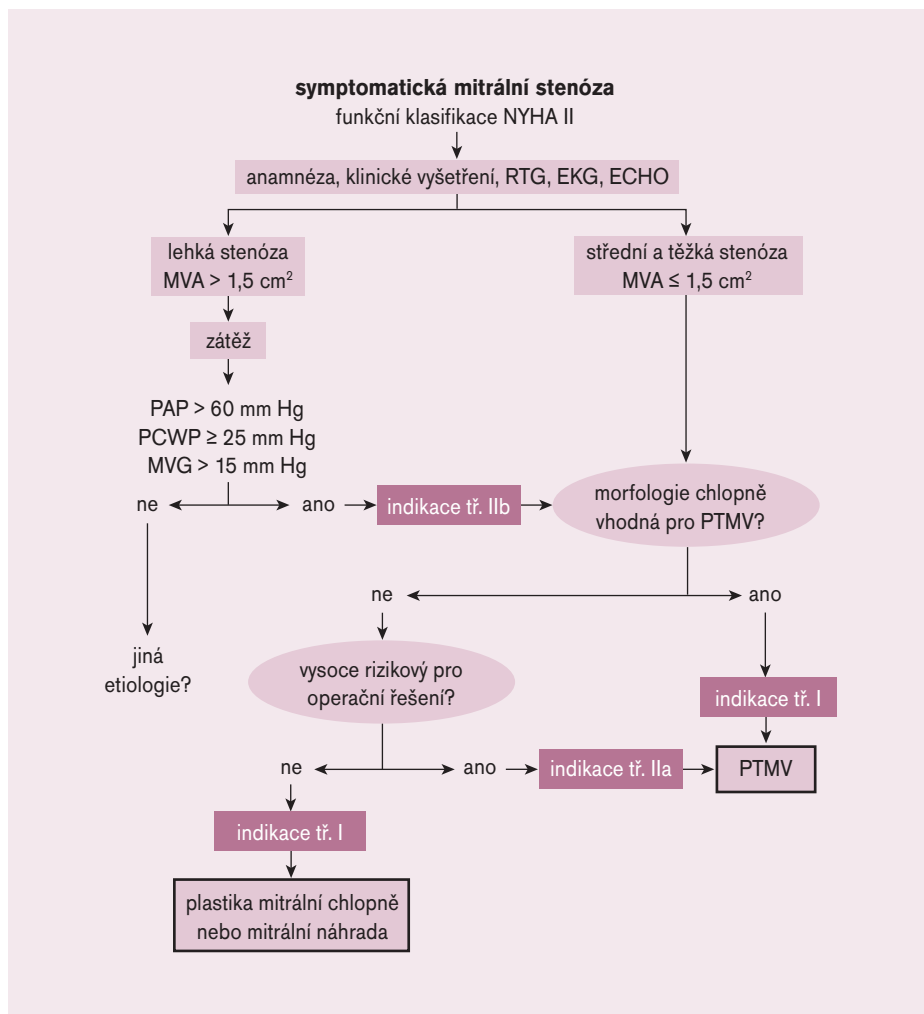 symptomatická mitrální stenóza
funkční klasifikace NYHA II
anamnéza, klinické vyšetření, RTG, EKG, ECHO
lehká stenóza
MVA > 1,5 cm²
střední a těžká stenóza
MVA ≤ 1,5 cm²
zátěž
PAP > 60 mm Hg
PCWP ≥ 25 mm Hg
MVG > 15 mm Hg
ne
ano
indikace tř. IIb
morfologie chlopně
vhodná pro PTMV?
ne
ano
jiná
etiologie?
vysoce rizikový pro
operační řešení?
indikace tř. I
ne
ano
indikace tř. IIa
PTMV
indikace tř. I
plastika mitrální chlopně
nebo mitrální náhrada